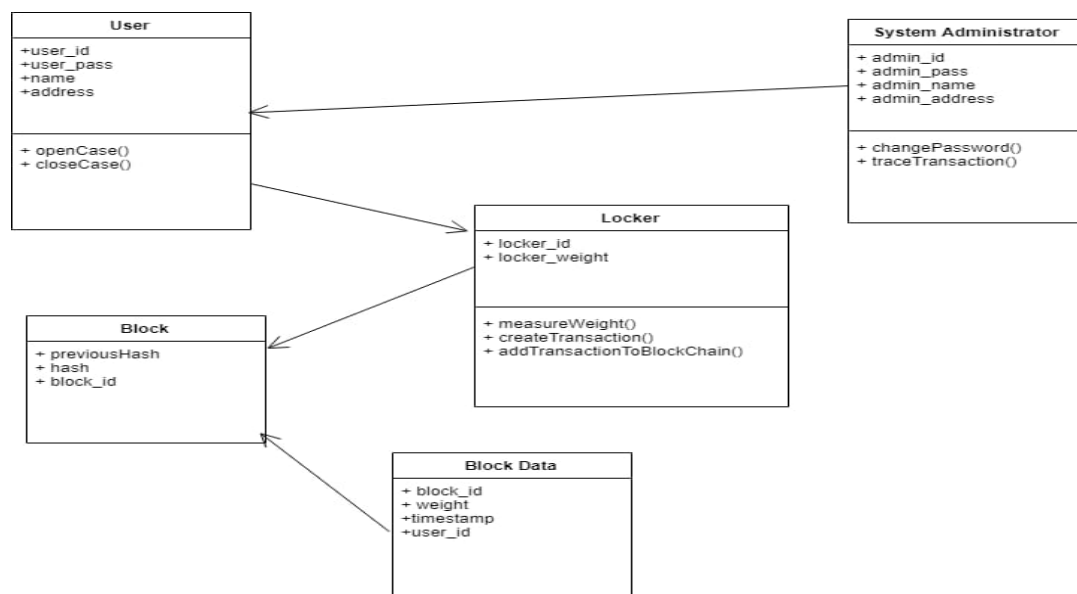 User
+user_id
+user_pass
+name
+address
+ openCase()
+ closeCase()
System Administrator
+ admin_id
+ admin_pass
+ admin_name
+ admin_address
+ changePassword()
+ traceTransaction()
Locker
+ locker_id
+ locker_weight
+ measureWeight()
+ createTransaction()
+ addTransactionToBlockChain()
Block
+ previousHash
+ hash
+ block_id
Block Data
+ block_id
+ weight
+timestamp
+user_id